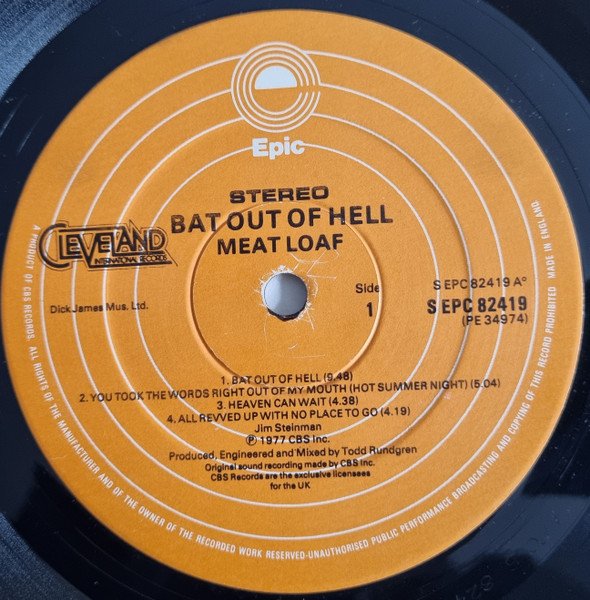 Epic
STEREO
BAT OUT OF HELL
MEAT LOAF
CLEVELAND
INTERNATIONAL RECORDS
Dick James Mus. Ltd.
Side
1
S EPC 82419 A°
S EPC 82419
(PE 34974)
1. BAT OUT OF HELL (9.48)
2. YOU TOOK THE WORDS RIGHT OUT OF MY MOUTH (HOT SUMMER NIGHT) (5.04)
3. HEAVEN CAN WAIT (4.38)
4. ALL REVVED UP WITH NO PLACE TO GO (4.19)
Jim Steinman
℗ 1977 CBS Inc.
Produced, Engineered and Mixed by Todd Rundgren
Original sound recording made by CBS Inc.
CBS Records are the exclusive licensees
for the UK
A PRODUCT OF CBS RECORDS. ALL RIGHTS OF THE MANUFACTURER AND OF THE OWNER OF THE RECORDED WORK RESERVED-UNAUTHORISED PUBLIC PERFORMANCE BROADCASTING AND COPYING OF THIS RECORD PROHIBITED MADE IN ENGLAND.